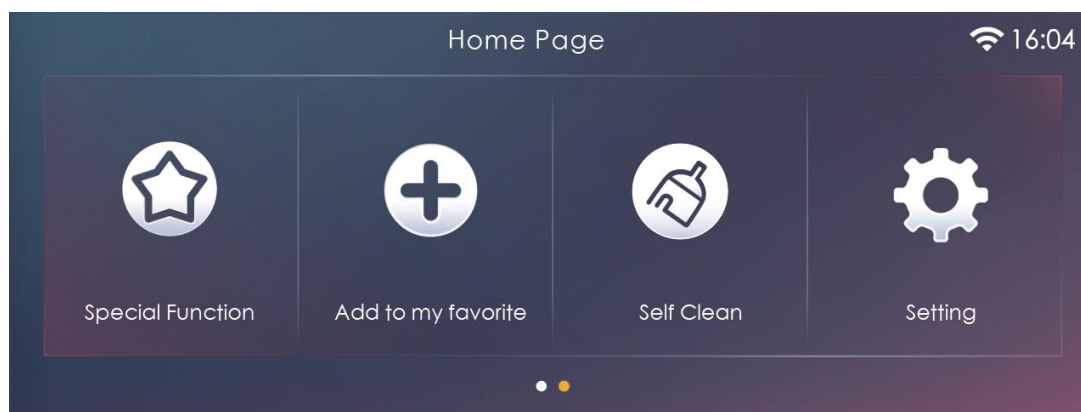 Home Page
16:04
Special Function
Add to my favorite
Self Clean
Setting